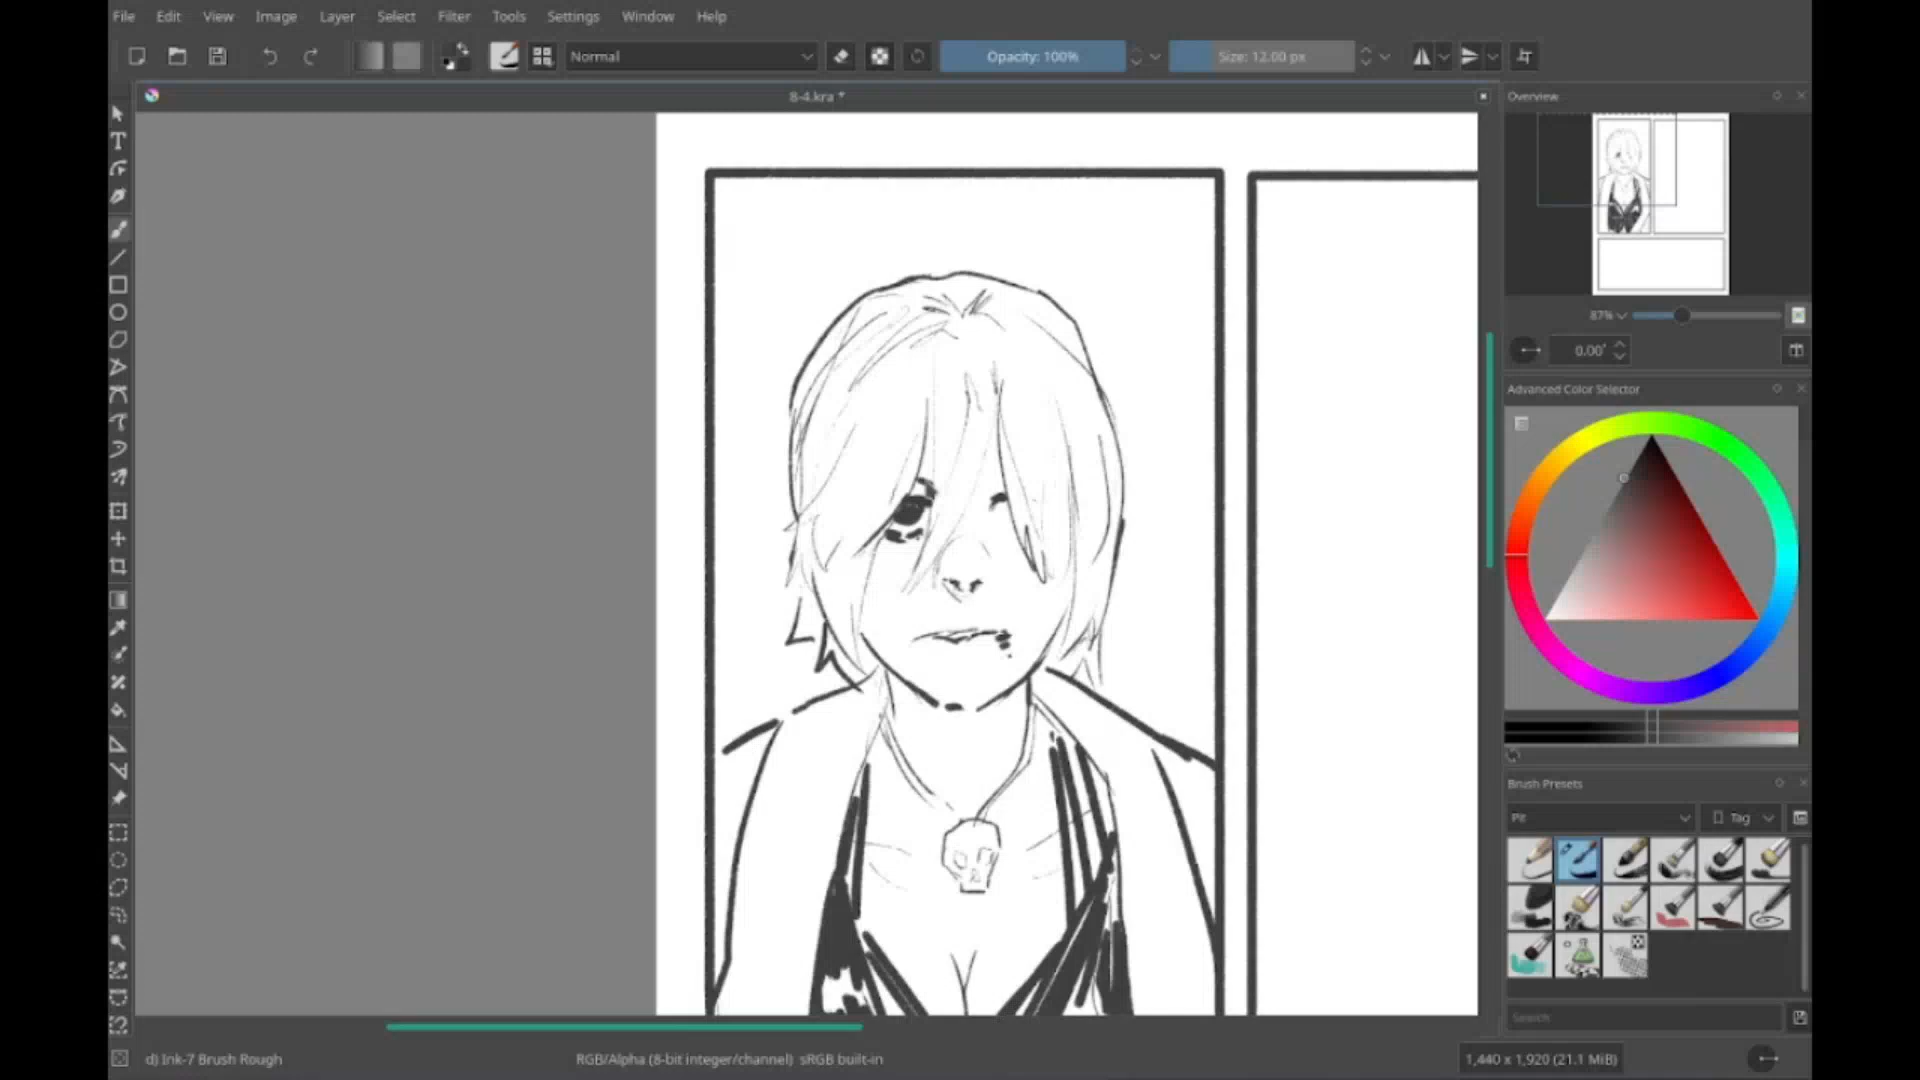 File Edit View Image Layer Select Filter Tools Settings Window Help
Normal Opacity: 100% Size: 12.00 px
8-4.kra *
Overview
87%
0.00°
Advanced Color Selector
Brush Presets
Tag
Search
d) Ink-7 Brush Rough RGB/Alpha (8-bit integer/channel) sRGB built-in 1,440 x 1,920 (21.1 MiB)